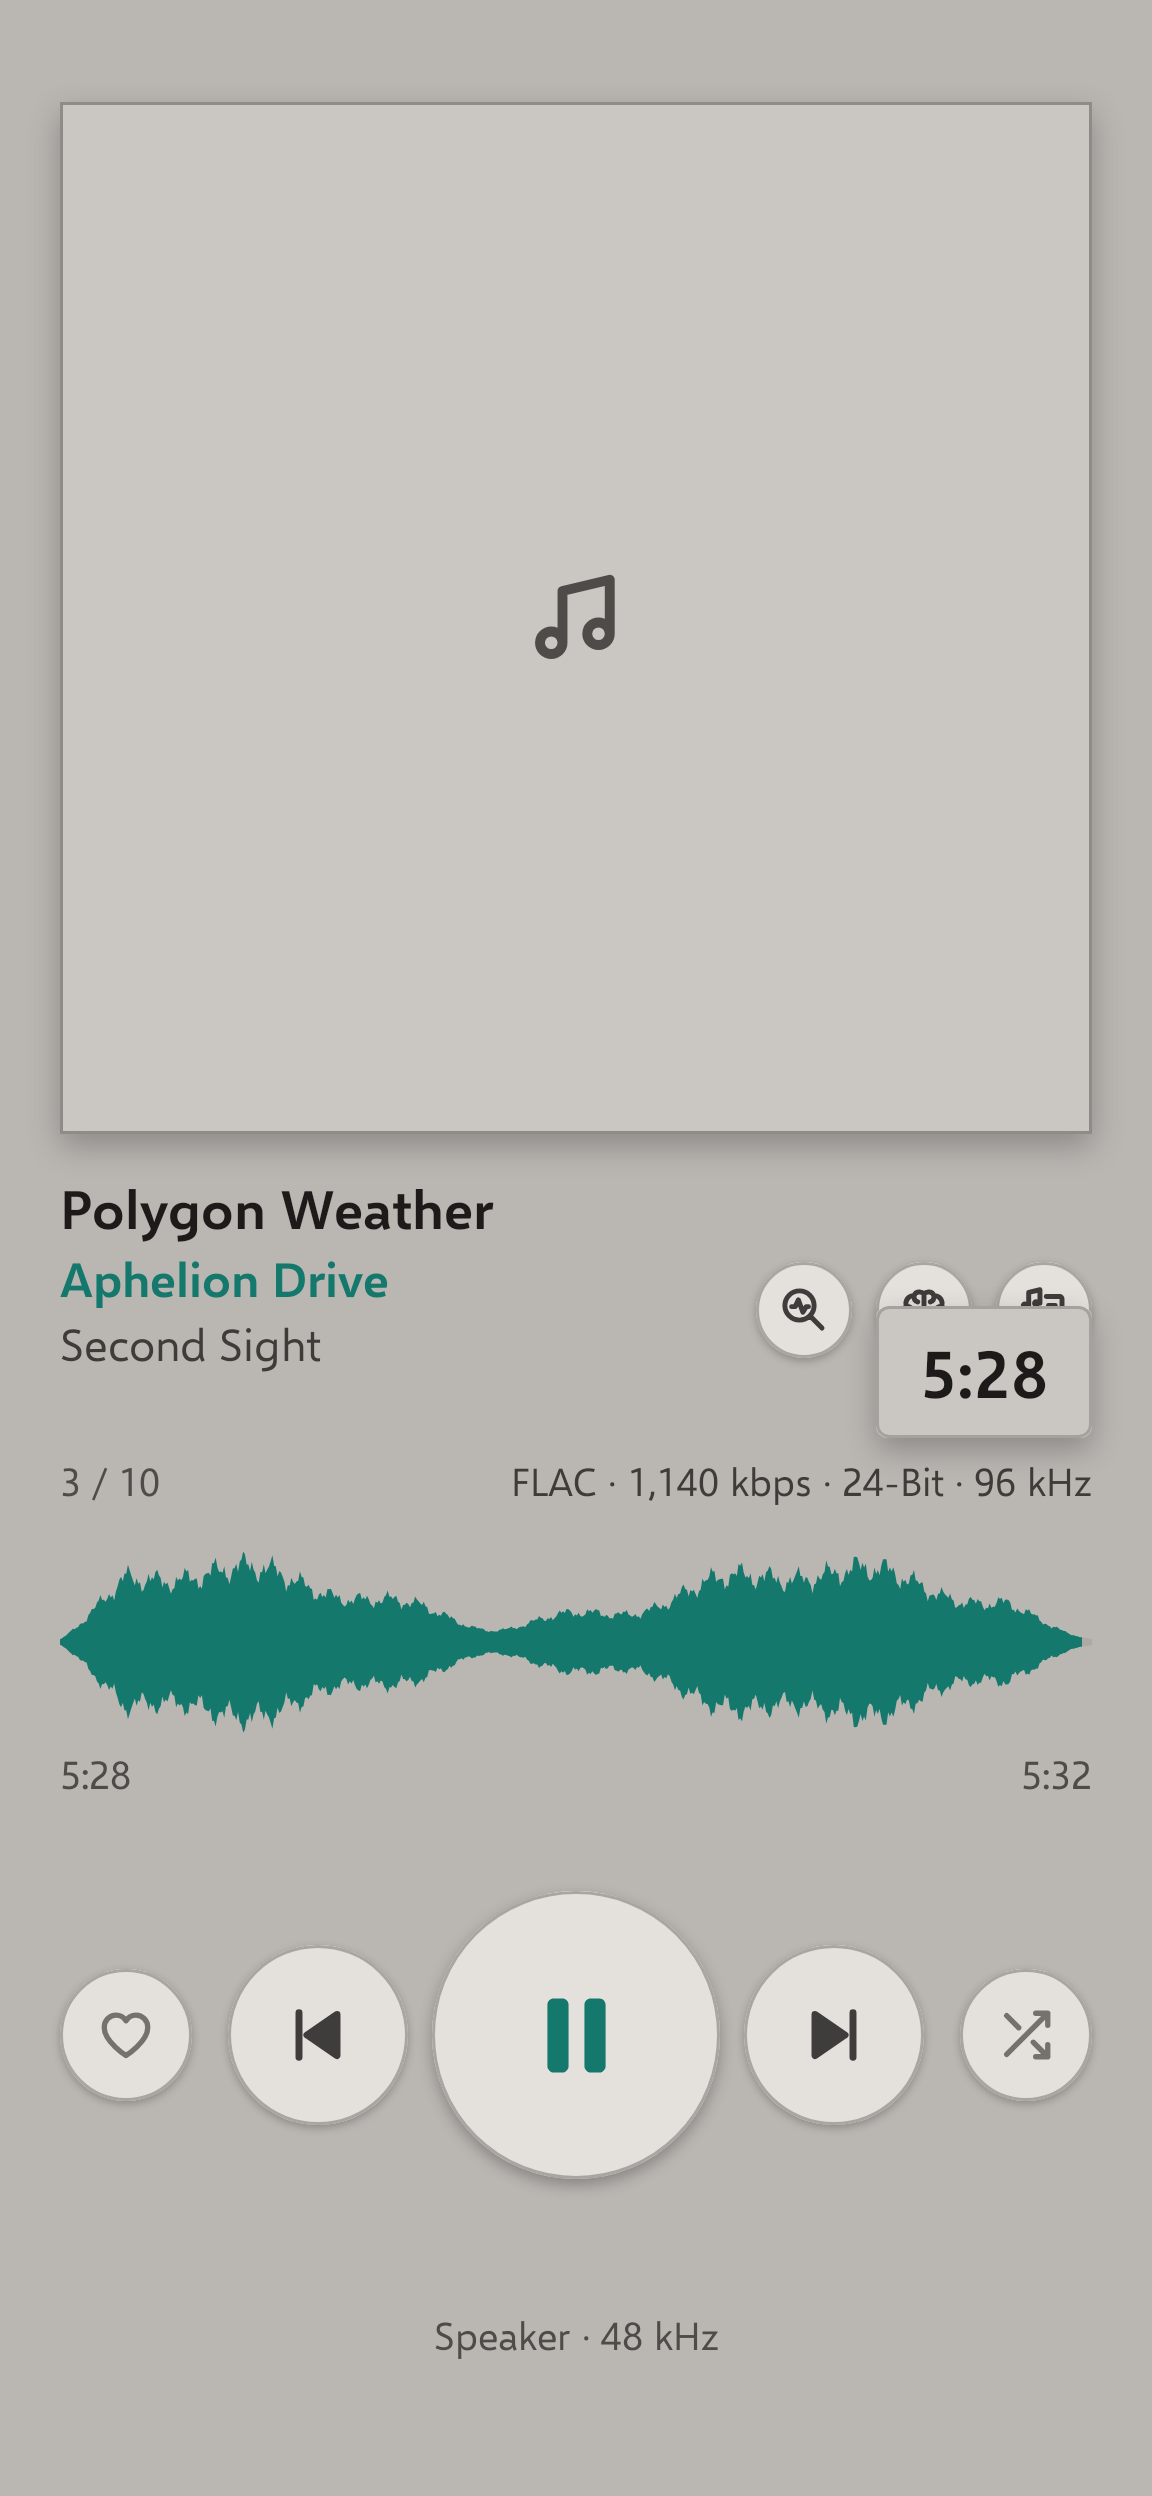 Polygon Weather
Aphelion Drive
Second Sight
5:28
3 / 10
FLAC · 1,140 kbps · 24-Bit · 96 kHz
5:28
5:32
Speaker · 48 kHz